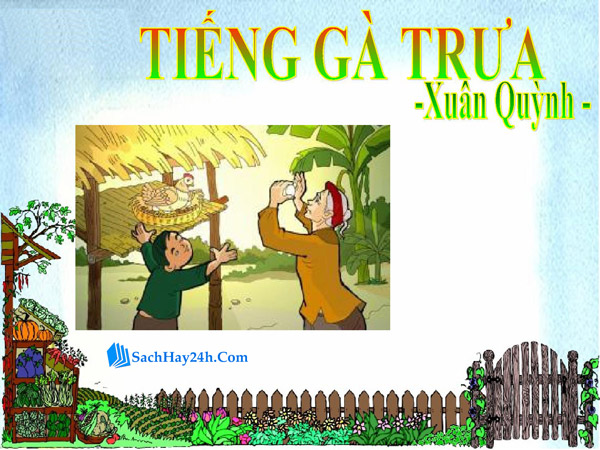 TIẾNG GÀ TRƯA
-Xuân Quỳnh -
SachHay24h.Com